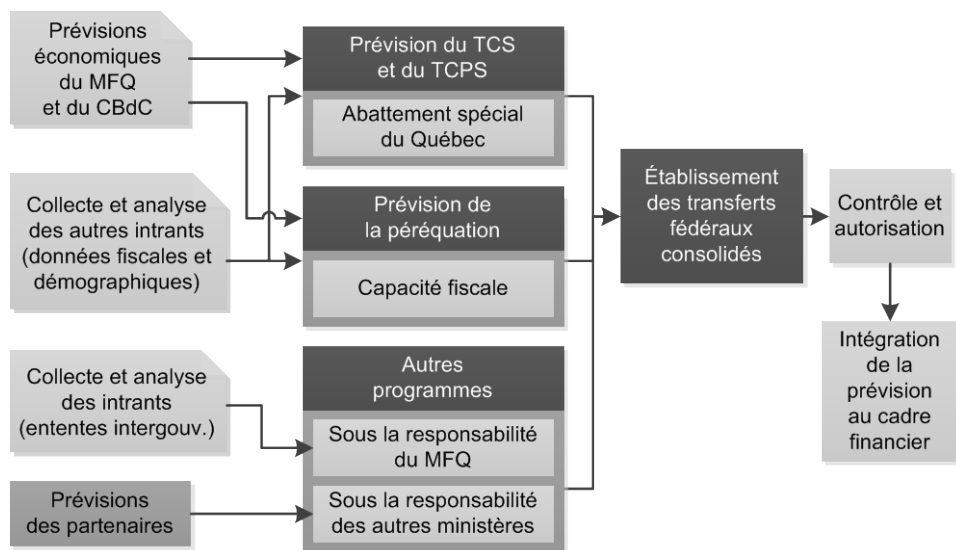 Prévisions
économiques
du MFQ
et du CBdC
Collecte et analyse
des autres intrants
(données fiscales et
démographiques)
Collecte et analyse
des intrants
(ententes intergouv.)
Prévisions
des partenaires
Prévision du TCS
et du TCPS
Abattement spécial
du Québec
Prévision de
la péréquation
Capacité fiscale
Autres
programmes
Sous la responsabilité
du MFQ
Sous la responsabilité
des autres ministères
Établissement
des transferts
fédéraux
consolidés
Contrôle et
autorisation
Intégration
de la
prévision
au cadre
financier